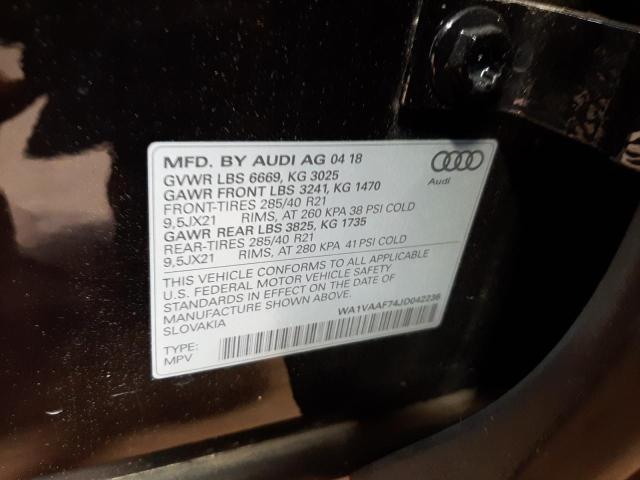 MFD. BY AUDI AG 04 18
GVWR LBS 6669, KG 3025
GAWR FRONT LBS 3241, KG 1470
FRONT-TIRES 285/40 R21
9,5JX21 RIMS, AT 260 KPA 38 PSI COLD
GAWR REAR LBS 3825, KG 1735
REAR-TIRES 285/40 R21
9,5JX21 RIMS, AT 280 KPA 41 PSI COLD
THIS VEHICLE CONFORMS TO ALL APPLICABLE
U.S. FEDERAL MOTOR VEHICLE SAFETY
STANDARDS IN EFFECT ON THE DATE OF
MANUFACTURE SHOWN ABOVE.
SLOVAKIA
WA1VAAF74JD042236
TYPE:
MPV
Audi